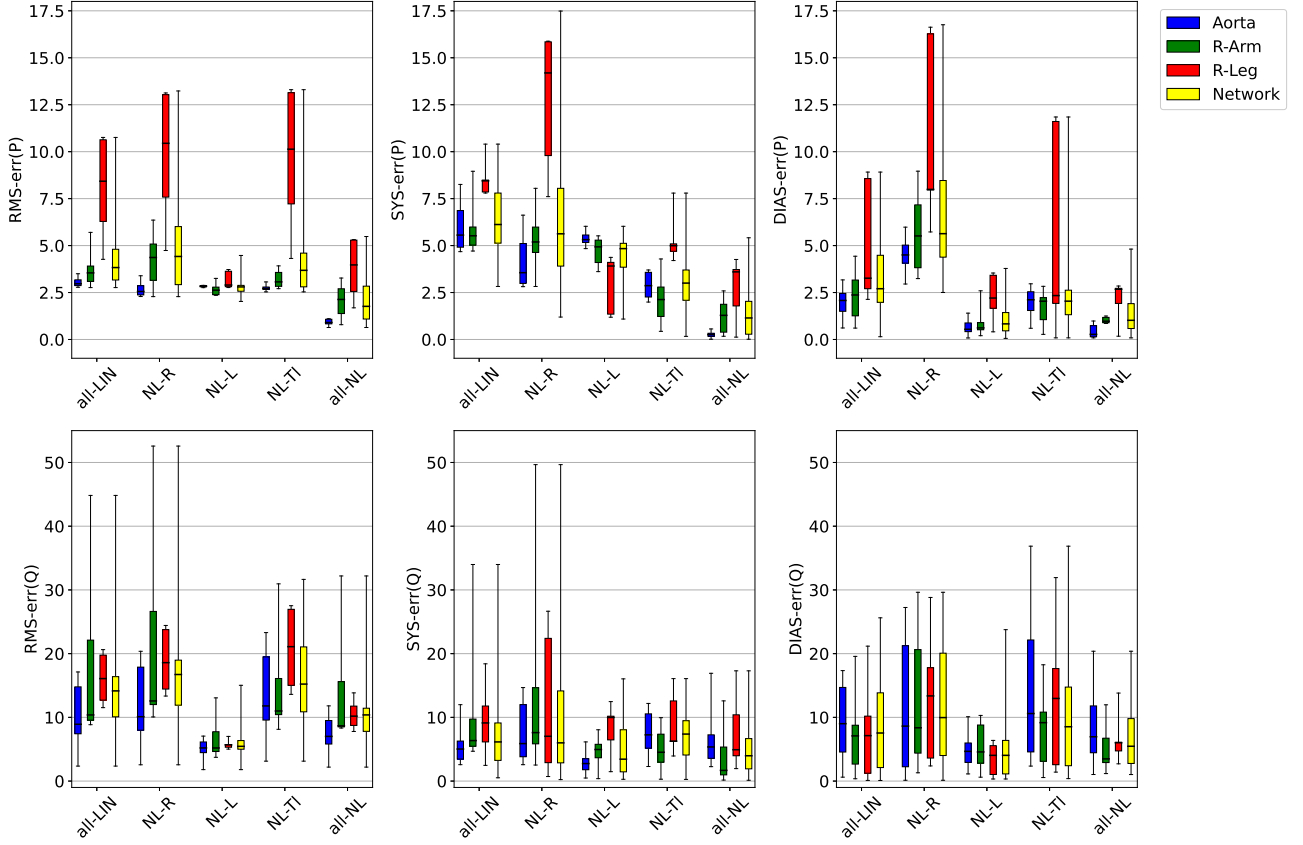 17.5
15.0
12.5
10.0
7.5
5.0
2.5
0.0
RMS-err(P)
all-LIN
NL-R
NL-L
NL-Tl
all-NL
17.5
15.0
12.5
10.0
7.5
5.0
2.5
0.0
SYS-err(P)
all-LIN
NL-R
NL-L
NL-Tl
all-NL
17.5
15.0
12.5
10.0
7.5
5.0
2.5
0.0
DIAS-err(P)
all-LIN
NL-R
NL-L
NL-Tl
all-NL
Aorta
R-Arm
R-Leg
Network
50
40
30
20
10
0
RMS-err(Q)
all-LIN
NL-R
NL-L
NL-Tl
all-NL
50
40
30
20
10
0
SYS-err(Q)
all-LIN
NL-R
NL-L
NL-Tl
all-NL
50
40
30
20
10
0
DIAS-err(Q)
all-LIN
NL-R
NL-L
NL-Tl
all-NL